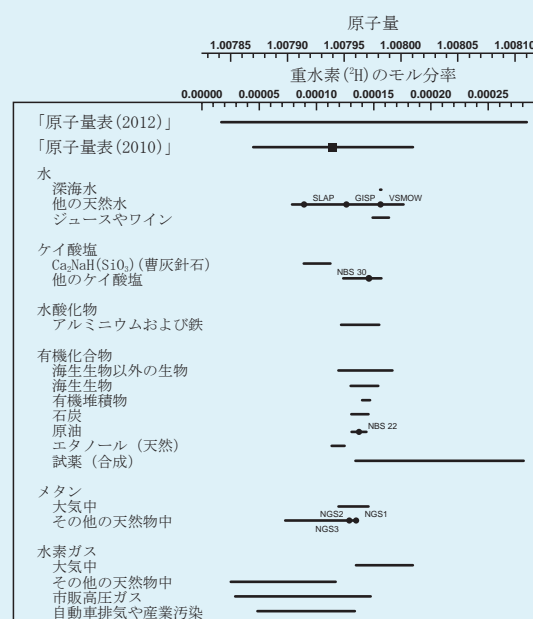 原子量
1.00785 1.00790 1.00795 1.00800 1.00805 1.00810
重水素(²H)のモル分率
0.00000 0.00005 0.00010 0.00015 0.00020 0.00025
「原子量表(2012)」
「原子量表(2010)」
水
深海水
SLAP GISP VSMOW
他の天然水
ジュースやワイン
ケイ酸塩
Ca₂NaH(SiO₃)(曹灰針石)
NBS 30
他のケイ酸塩
水酸化物
アルミニウムおよび鉄
有機化合物
海生生物以外の生物
海生生物
有機堆積物
石炭
原油 NBS 22
エタノール（天然）
試薬（合成）
メタン
大気中
NGS2 NGS1
その他の天然物中
NGS3
水素ガス
大気中
その他の天然物中
市販高圧ガス
自動車排気や産業汚染